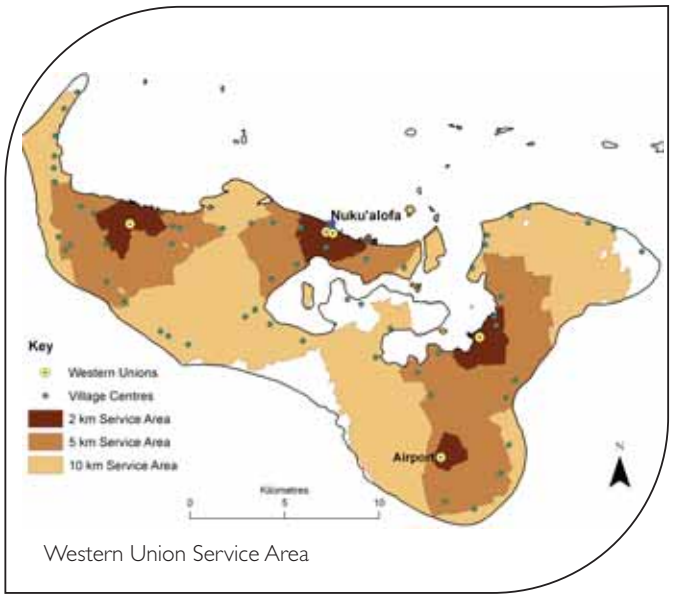 Nuku'alofa
Key
Western Unions
Village Centres
2 km Service Area
5 km Service Area
10 km Service Area
Airport
N
Kilometres
0 5 10
Western Union Service Area